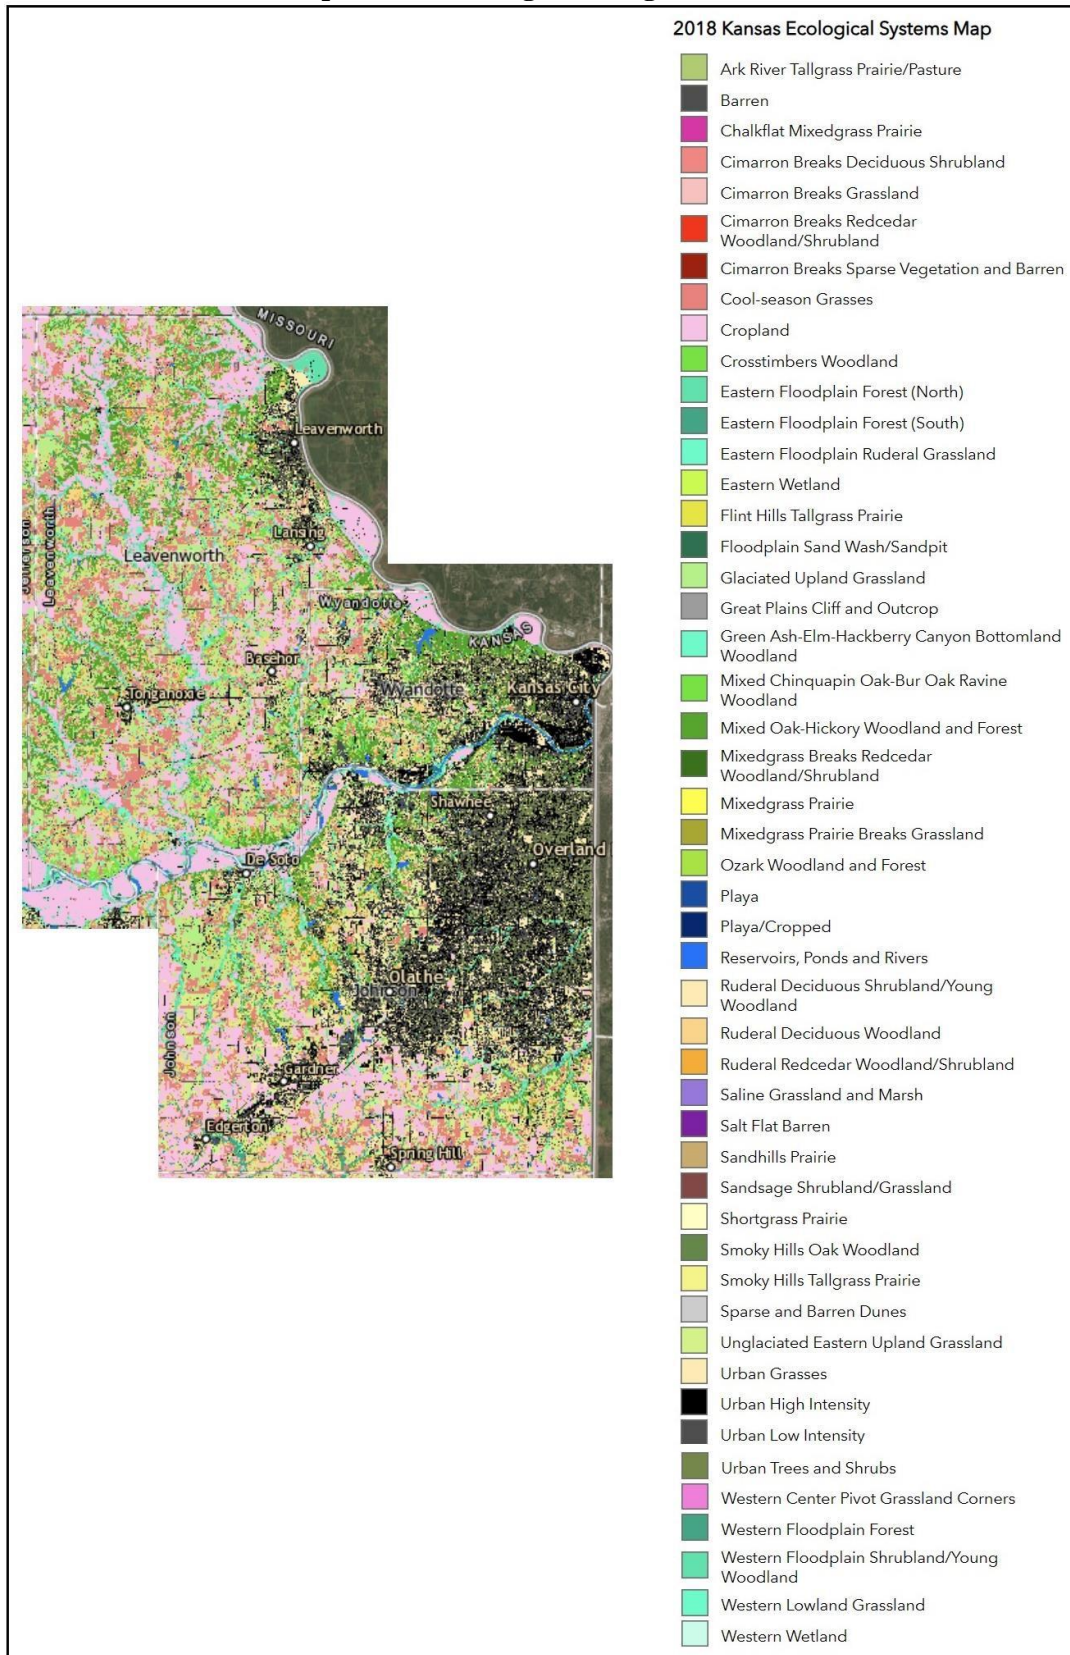 2018 Kansas Ecological Systems Map
Ark River Tallgrass Prairie/Pasture
Barren
Chalkflat Mixedgrass Prairie
Cimarron Breaks Deciduous Shrubland
Cimarron Breaks Grassland
Cimarron Breaks Redcedar
Woodland/Shrubland
Cimarron Breaks Sparse Vegetation and Barren
Cool-season Grasses
Cropland
Crosstimbers Woodland
Eastern Floodplain Forest (North)
Eastern Floodplain Forest (South)
Eastern Floodplain Ruderal Grassland
Eastern Wetland
Flint Hills Tallgrass Prairie
Floodplain Sand Wash/Sandpit
Glaciated Upland Grassland
Great Plains Cliff and Outcrop
Green Ash-Elm-Hackberry Canyon Bottomland
Woodland
Mixed Chinquapin Oak-Bur Oak Ravine
Woodland
Mixed Oak-Hickory Woodland and Forest
Mixedgrass Breaks Redcedar
Woodland/Shrubland
Mixedgrass Prairie
Mixedgrass Prairie Breaks Grassland
Ozark Woodland and Forest
Playa
Playa/Cropped
Reservoirs, Ponds and Rivers
Ruderal Deciduous Shrubland/Young
Woodland
Ruderal Deciduous Woodland
Ruderal Redcedar Woodland/Shrubland
Saline Grassland and Marsh
Salt Flat Barren
Sandhills Prairie
Sandsage Shrubland/Grassland
Shortgrass Prairie
Smoky Hills Oak Woodland
Smoky Hills Tallgrass Prairie
Sparse and Barren Dunes
Unglaciated Eastern Upland Grassland
Urban Grasses
Urban High Intensity
Urban Low Intensity
Urban Trees and Shrubs
Western Center Pivot Grassland Corners
Western Floodplain Forest
Western Floodplain Shrubland/Young
Woodland
Western Lowland Grassland
Western Wetland
MISSOURI
Leavenworth
Lansing
Leavenworth
Jefferson
Leavenworth
Wyandotte
KANSAS
Basehor
Wyandotte
Kansas City
Tonganoxie
Shawnee
Overland
De Soto
Olathe
Johnson
Johnson
Gardner
Edgerton
Spring Hill